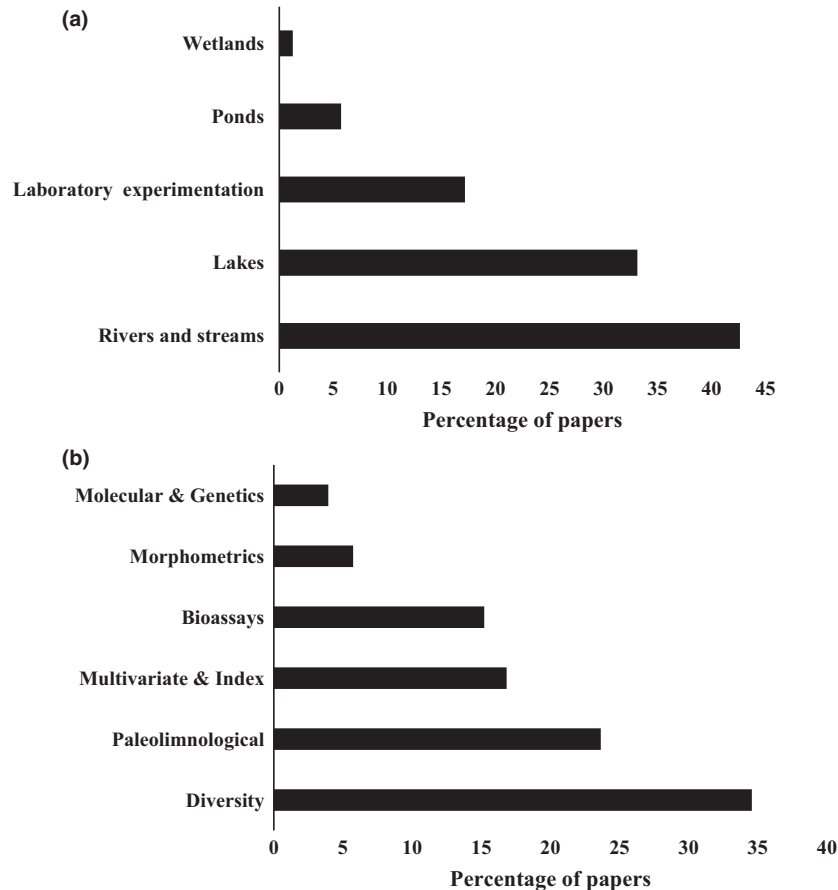 (a)
Wetlands
Ponds
Laboratory experimentation
Lakes
Rivers and streams
0 5 10 15 20 25 30 35 40 45
Percentage of papers
(b)
Molecular & Genetics
Morphometrics
Bioassays
Multivariate & Index
Paleolimnological
Diversity
0 5 10 15 20 25 30 35 40
Percentage of papers